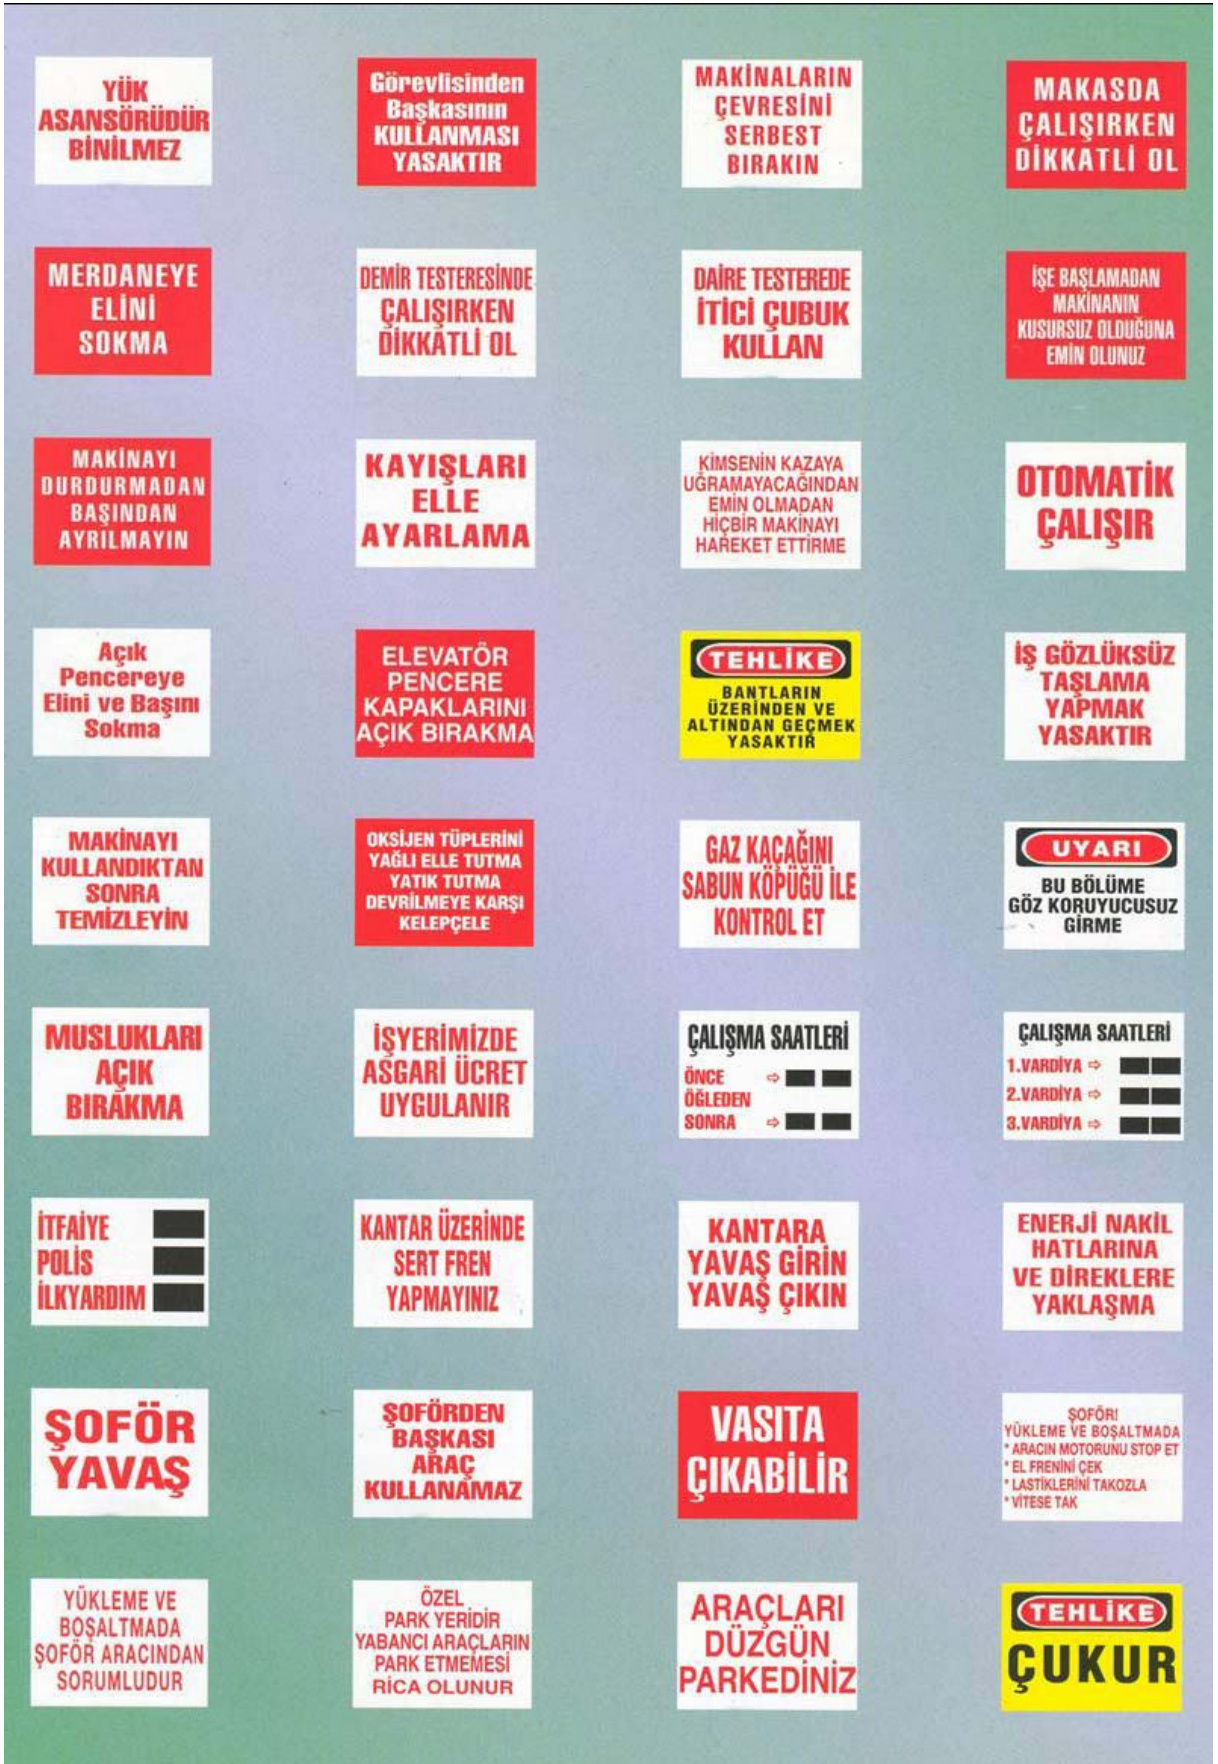 YÜK
ASANSÖRÜDÜR
BİNİLMEZ
Görevlisinden
Başkasının
KULLANMASI
YASAKTIR
MAKİNALARIN
ÇEVRESİNİ
SERBEST
BIRAKIN
MAKASDA
ÇALIŞIRKEN
DİKKATLİ OL
MERDANEYE
ELİNİ
SOKMA
DEMİR TESTERESİNDE
ÇALIŞIRKEN
DİKKATLİ OL
DAİRE TESTEREDE
İTİCİ ÇUBUK
KULLAN
İŞE BAŞLAMADAN
MAKİNANIN
KUSURSUZ OLDUĞUNA
EMİN OLUNUZ
MAKİNAYI
DURDURMADAN
BAŞINDAN
AYRILMAYIN
KAYIŞLARI
ELLE
AYARLAMA
KİMSENİN KAZAYA
UĞRAMAYACAĞINDAN
EMİN OLMADAN
HİÇBİR MAKİNAYI
HAREKET ETTİRME
OTOMATİK
ÇALIŞIR
Açık
Pencereye
Elini ve Başını
Sokma
ELEVATÖR
PENCERE
KAPAKLARINI
AÇIK BIRAKMA
TEHLİKE
BANTLARIN
ÜZERİNDEN VE
ALTINDAN GEÇMEK
YASAKTIR
İŞ GÖZLÜKSÜZ
TAŞLAMA
YAPMAK
YASAKTIR
MAKİNAYI
KULLANDIKTAN
SONRA
TEMİZLEYİN
OKSİJEN TÜPLERİNİ
YAĞLI ELLE TUTMA
YATIK TUTMA
DEVRİLMEYE KARŞI
KELEPÇELE
GAZ KAÇAĞINI
SABUN KÖPÜĞÜ İLE
KONTROL ET
UYARI
BU BÖLÜME
GÖZ KORUYUCUSUZ
GİRME
MUSLUKLARI
AÇIK
BIRAKMA
İŞYERİMİZDE
ASGARİ ÜCRET
UYGULANIR
ÇALIŞMA SAATLERİ
ÖNCE ⇨
ÖĞLEDEN
SONRA ⇨
ÇALIŞMA SAATLERİ
1.VARDİYA ⇨
2.VARDİYA ⇨
3.VARDİYA ⇨
İTFAİYE
POLİS
İLKYARDIM
KANTAR ÜZERİNDE
SERT FREN
YAPMAYINIZ
KANTARA
YAVAŞ GİRİN
YAVAŞ ÇIKIN
ENERJİ NAKİL
HATLARINA
VE DİREKLERE
YAKLAŞMA
ŞOFÖR
YAVAŞ
ŞOFÖRDEN
BAŞKASI
ARAÇ
KULLANAMAZ
VASITA
ÇIKABİLİR
ŞOFÖR!
YÜKLEME VE BOŞALTMADA
* ARACIN MOTORUNU STOP ET
* EL FRENİNİ ÇEK
* LASTİKLERİNİ TAKOZLA
* VİTESE TAK
YÜKLEME VE
BOŞALTMADA
ŞOFÖR ARACINDAN
SORUMLUDUR
ÖZEL
PARK YERİDİR
YABANCI ARAÇLARIN
PARK ETMEMESİ
RİCA OLUNUR
ARAÇLARI
DÜZGÜN
PARKEDİNİZ
TEHLİKE
ÇUKUR